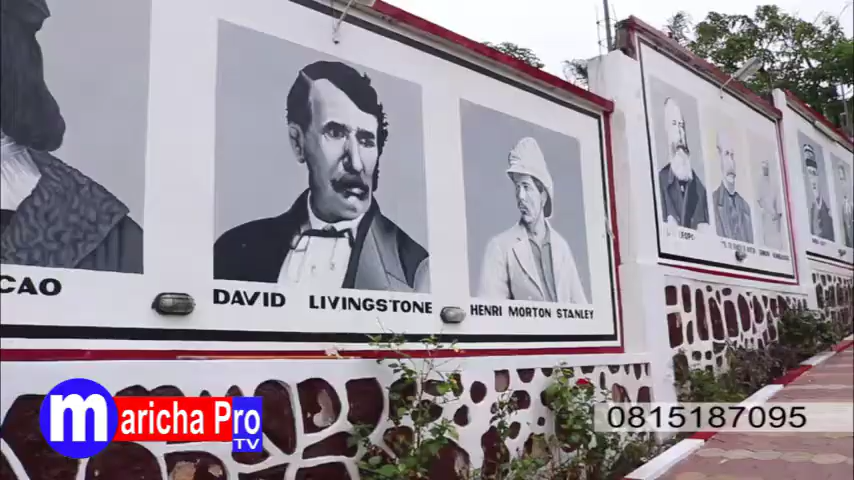 CAO
DAVID LIVINGSTONE
HENRI MORTON STANLEY
maricha Pro
TV
0815187095